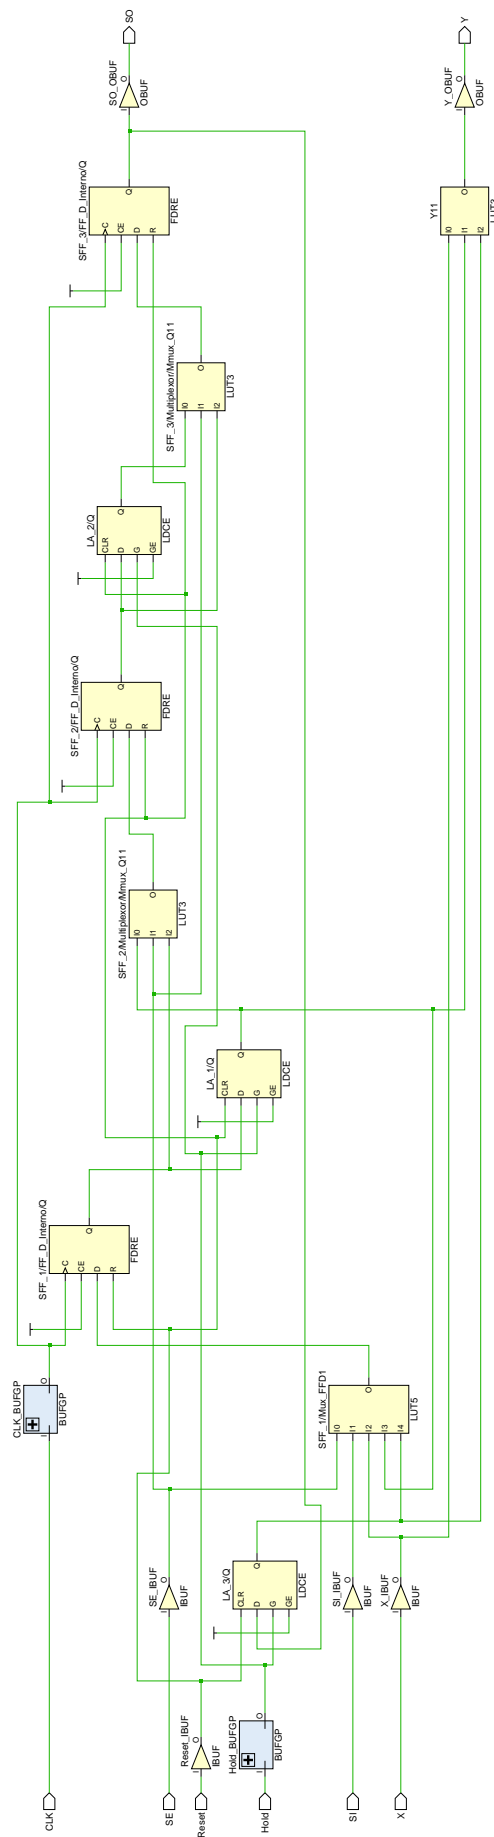 SO
SO_OBUF
I
O
OBUF
Y
Y_OBUF
I
O
OBUF
SFF_3/FF_D_Interno/Q
C
CE
D
R
Q
FDRE
Y11
I0
I1
I2
O
SFF_3/Multiplexor/Mmux_Q11
I0
I1
I2
O
LUT3
LA_2/Q
CLR
D
G
GE
Q
LDCE
SFF_2/FF_D_Interno/Q
C
CE
D
R
Q
FDRE
SFF_2/Multiplexor/Mmux_Q11
I0
I1
I2
O
LUT3
LA_1/Q
CLR
D
G
GE
Q
LDCE
SFF_1/FF_D_Interno/Q
C
CE
D
R
Q
FDRE
CLK_BUFGP
I
O
BUFGP
SFF_1/Mux_FFD1
I0
I1
I2
I3
I4
O
LUT5
SE_IBUF
I
O
IBUF
LA_3/Q
CLR
D
G
GE
Q
LDCE
SI_IBUF
I
O
IBUF
X_IBUF
I
O
IBUF
Reset_IBUF
I
O
IBUF
Hold_BUFGP
I
O
BUFGP
CLK
SE
Reset
Hold
SI
X